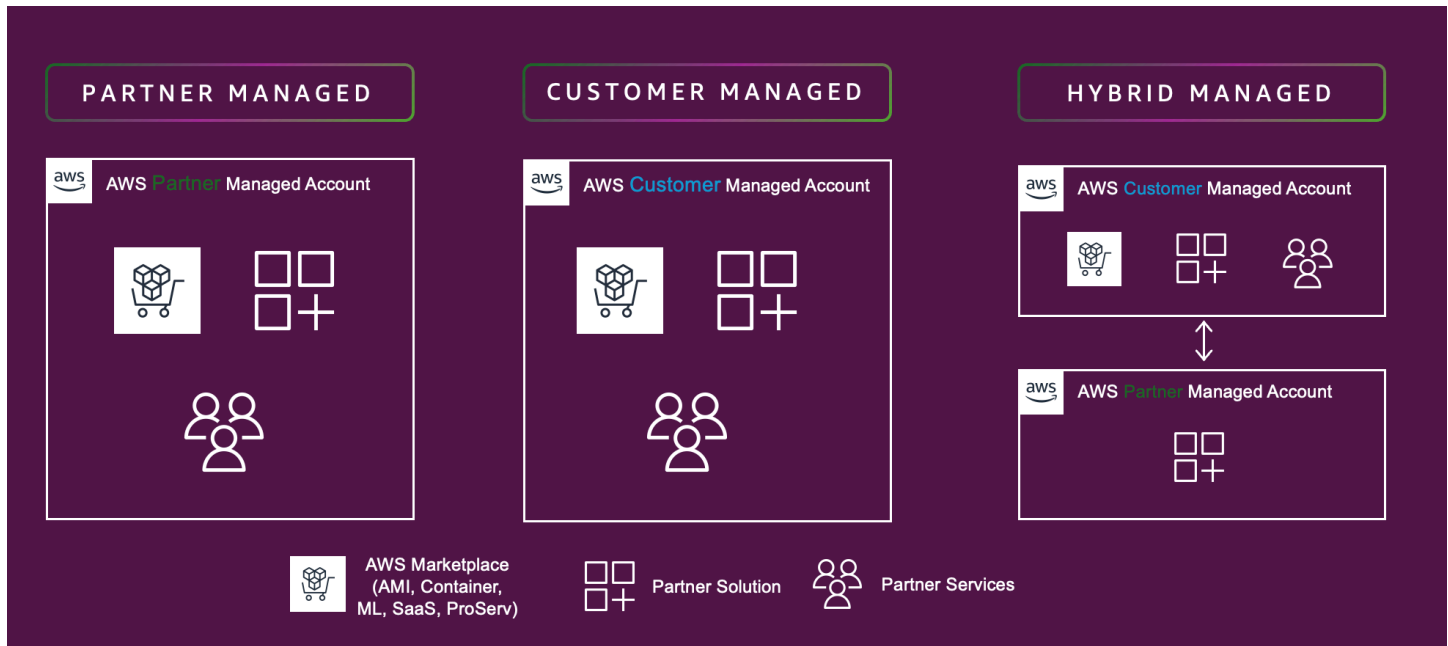 PARTNER MANAGED
CUSTOMER MANAGED
HYBRID MANAGED
aws
AWS Partner Managed Account
aws
AWS Customer Managed Account
aws
AWS Customer Managed Account
aws
AWS Partner Managed Account
AWS Marketplace
(AMI, Container,
ML, SaaS, ProServ)
Partner Solution
Partner Services